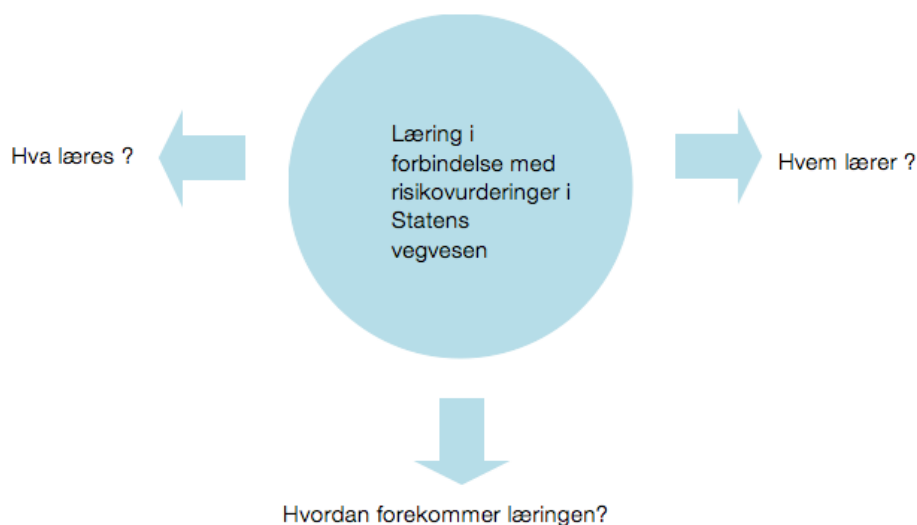 Læring i
forbindelse med
risikovurderinger i
Statens
vegvesen
Hva læres ?
Hvem lærer ?
Hvordan forekommer læringen?